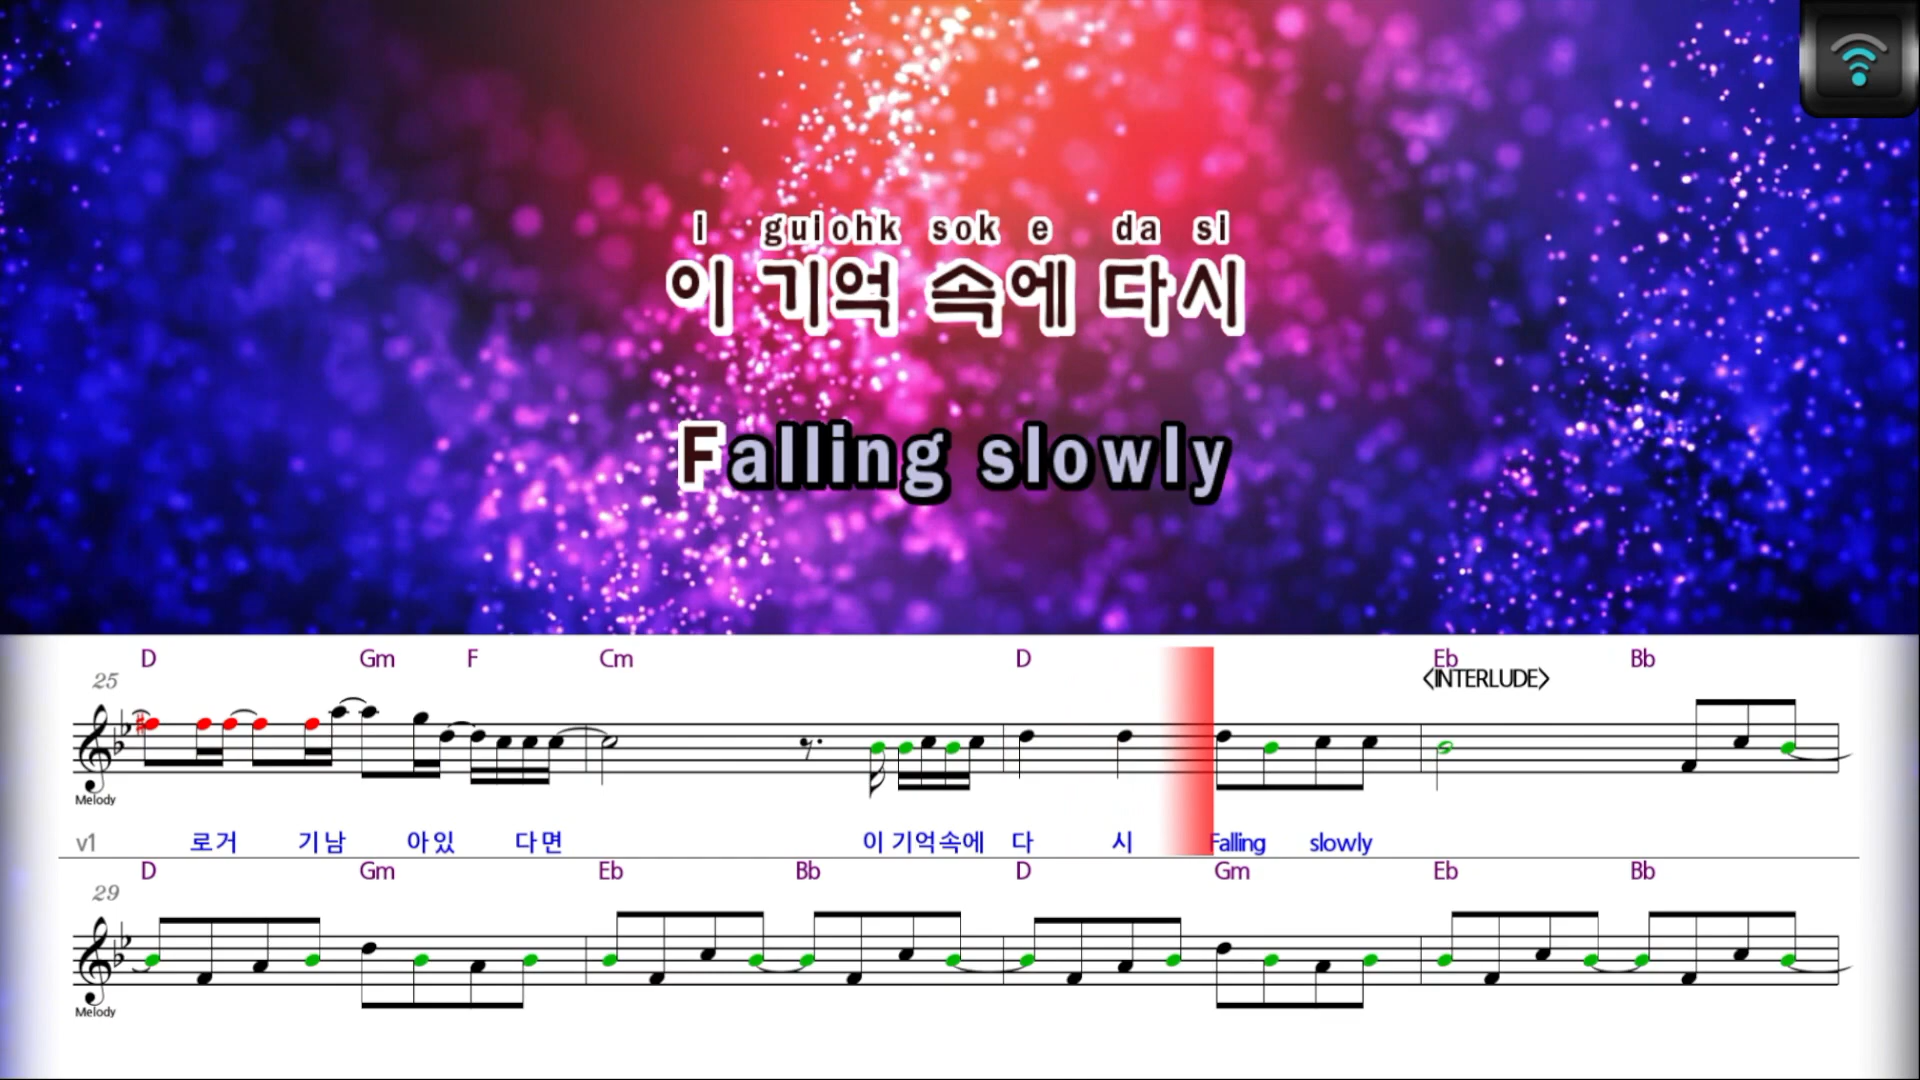 i guiohk sok e da si
이 기억 속에 다시
Falling slowly
D Gm F Cm D Eb Bb
<INTERLUDE>
25
Melody
v1 로거 기남 아있 다면 이 기억속에 다 시 Falling slowly
D Gm Eb Bb D Gm Eb Bb
29
Melody